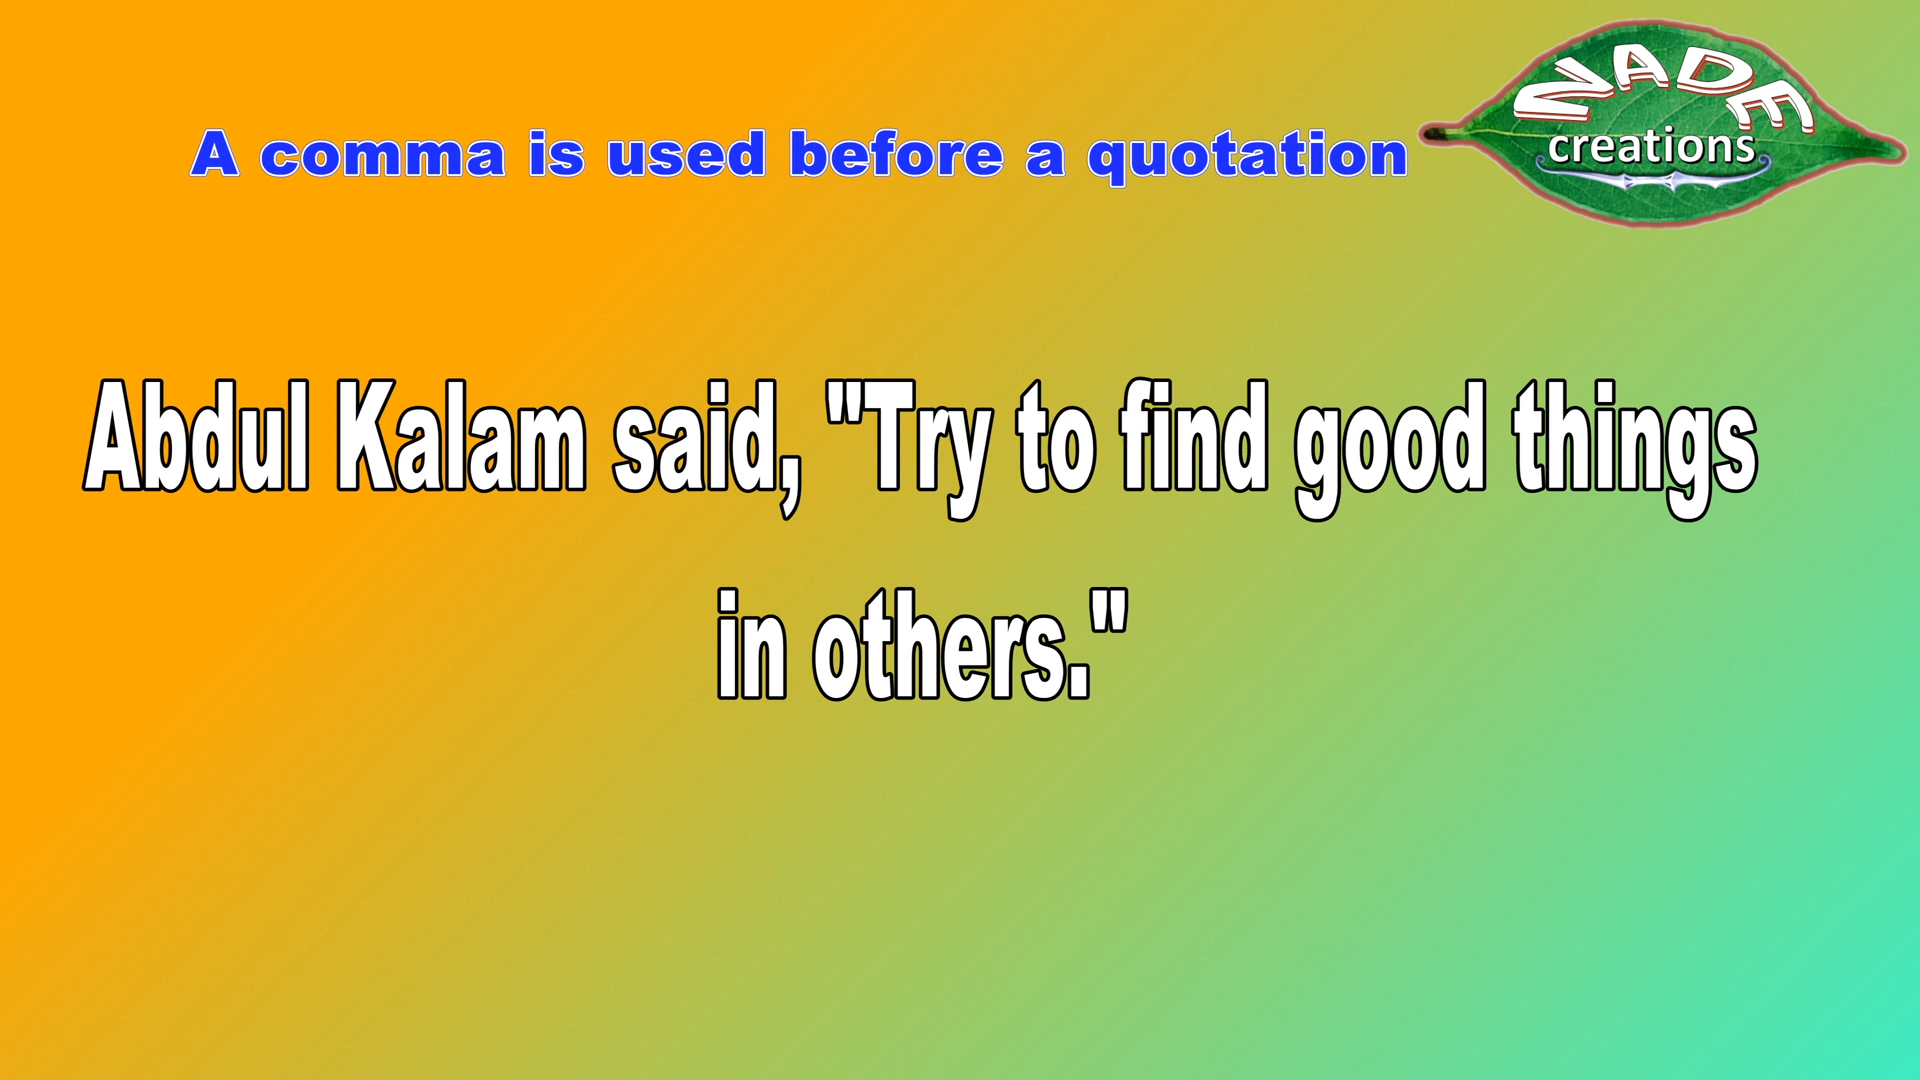 NADE
creations
A comma is used before a quotation
Abdul Kalam said, "Try to find good things
in others."